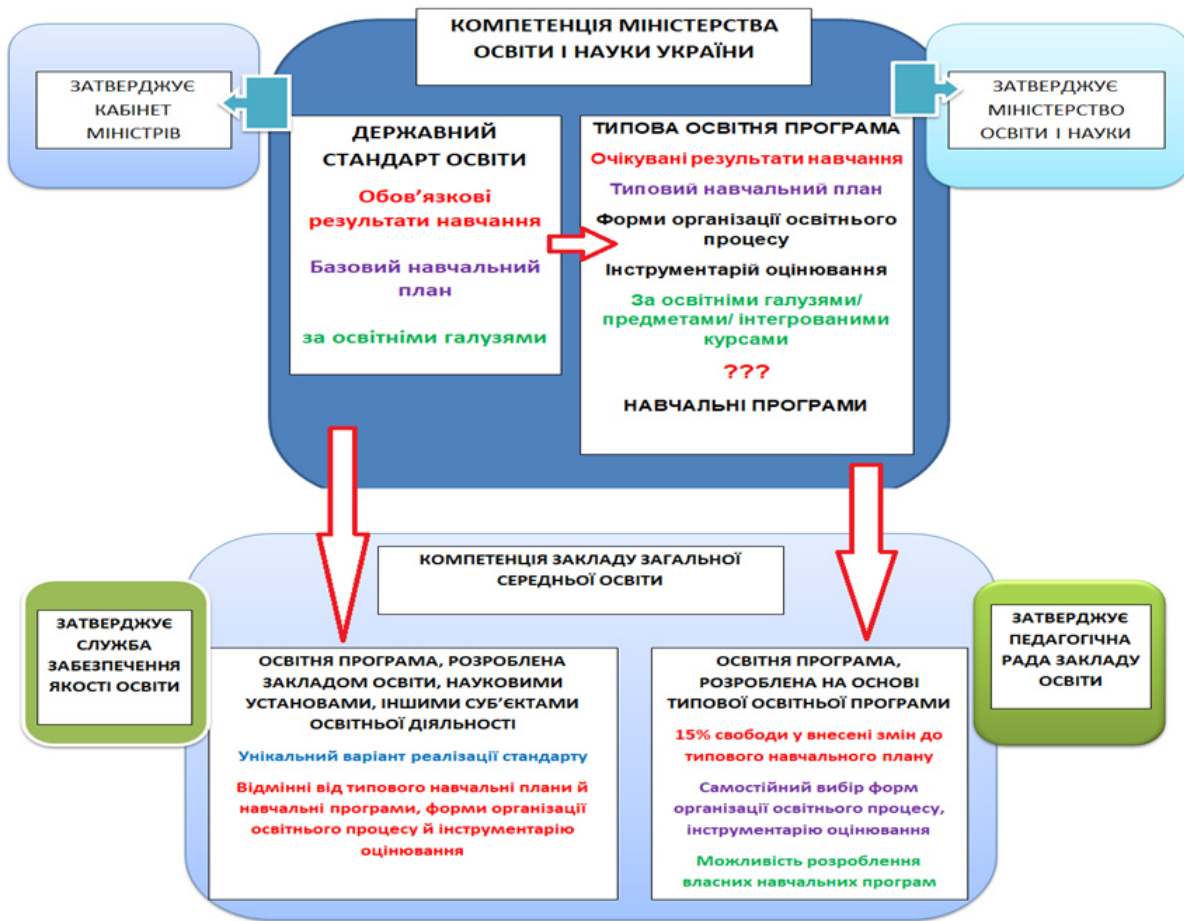 КОМПЕТЕНЦІЯ МІНІСТЕРСТВА
ОСВІТИ І НАУКИ УКРАЇНИ
ЗАТВЕРДЖУЄ
КАБІНЕТ
МІНІСТРІВ
ЗАТВЕРДЖУЄ
МІНІСТЕРСТВО
ОСВІТИ І НАУКИ
ДЕРЖАВНИЙ
СТАНДАРТ ОСВІТИ
Обов’язкові
результати навчання
Базовий навчальний
план
за освітніми галузями
ТИПОВА ОСВІТНЯ ПРОГРАМА
Очікувані результати навчання
Типовий навчальний план
Форми організації освітнього
процесу
Інструментарій оцінювання
За освітніми галузями/
предметами/ інтегрованими
курсами
???
НАВЧАЛЬНІ ПРОГРАМИ
КОМПЕТЕНЦІЯ ЗАКЛАДУ ЗАГАЛЬНОЇ
СЕРЕДНЬОЇ ОСВІТИ
ЗАТВЕРДЖУЄ
СЛУЖБА
ЗАБЕЗПЕЧЕННЯ
ЯКОСТІ ОСВІТИ
ЗАТВЕРДЖУЄ
ПЕДАГОГІЧНА
РАДА ЗАКЛАДУ
ОСВІТИ
ОСВІТНЯ ПРОГРАМА, РОЗРОБЛЕНА
ЗАКЛАДОМ ОСВІТИ, НАУКОВИМИ
УСТАНОВАМИ, ІНШИМИ СУБ’ЄКТАМИ
ОСВІТНЬОЇ ДІЯЛЬНОСТІ
Унікальний варіант реалізації стандарту
Відмінні від типового навчальні плани й
навчальні програми, форми організації
освітнього процесу й інструментарію
оцінювання
ОСВІТНЯ ПРОГРАМА,
РОЗРОБЛЕНА НА ОСНОВІ
ТИПОВОЇ ОСВІТНЬОЇ ПРОГРАМИ
15% свободи у внесені змін до
типового навчального плану
Самостійний вибір форм
організації освітнього процесу,
інструментарію оцінювання
Можливість розроблення
власних навчальних програм